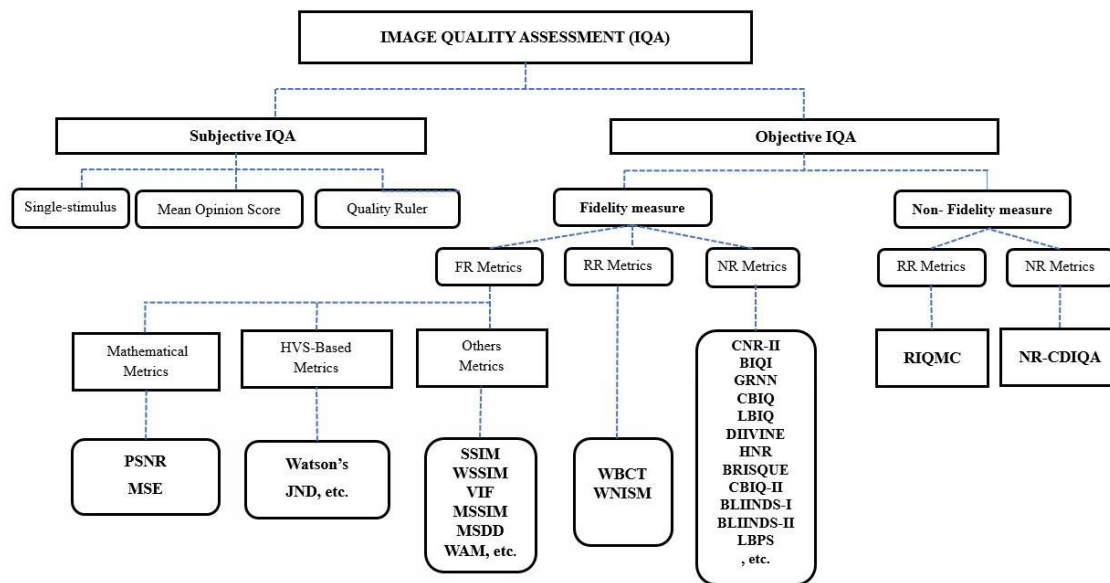 IMAGE QUALITY ASSESSMENT (IQA)
Subjective IQA
Objective IQA
Single-stimulus
Mean Opinion Score
Quality Ruler
Fidelity measure
Non- Fidelity measure
FR Metrics
RR Metrics
NR Metrics
RR Metrics
NR Metrics
Mathematical
Metrics
HVS-Based
Metrics
Others
Metrics
CNR-II
BIQI
GRNN
CBIQ
LBIQ
DIIVINE
HNR
BRISQUE
CBIQ-II
BLIINDS-I
BLIINDS-II
LBPS
, etc.
RIQMC
NR-CDIQA
PSNR
MSE
Watson's
JND, etc.
SSIM
WSSIM
VIF
MSSIM
MSDD
WAM, etc.
WBCT
WNISM